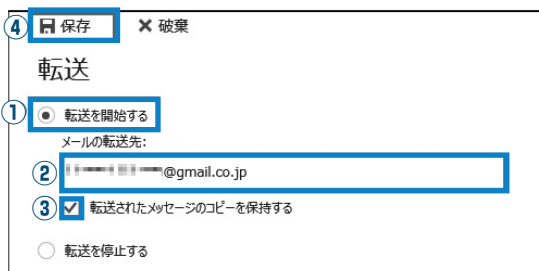 ④ 保存 ✕ 破棄
転送
① 転送を開始する
メールの転送先:
② @gmail.co.jp
③ 転送されたメッセージのコピーを保持する
転送を停止する